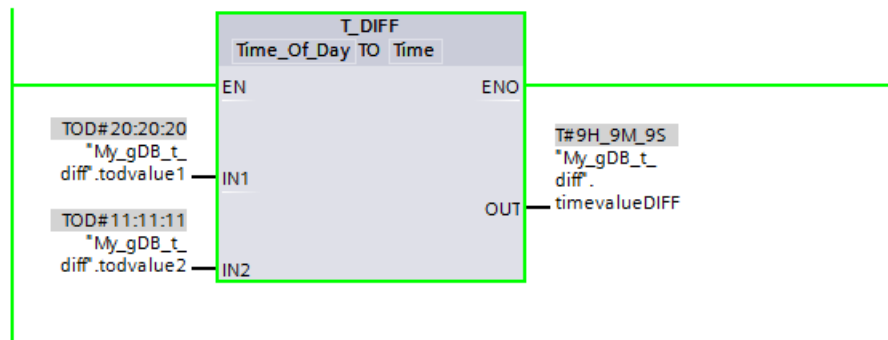 T_DIFF
Time_Of_Day TO Time
EN
ENO
TOD#20:20:20
"My_gDB_t_
diff".todvalue1
IN1
T#9H_9M_9S
"My_gDB_t_
diff".
timevalueDIFF
OUT
TOD#11:11:11
"My_gDB_t_
diff".todvalue2
IN2